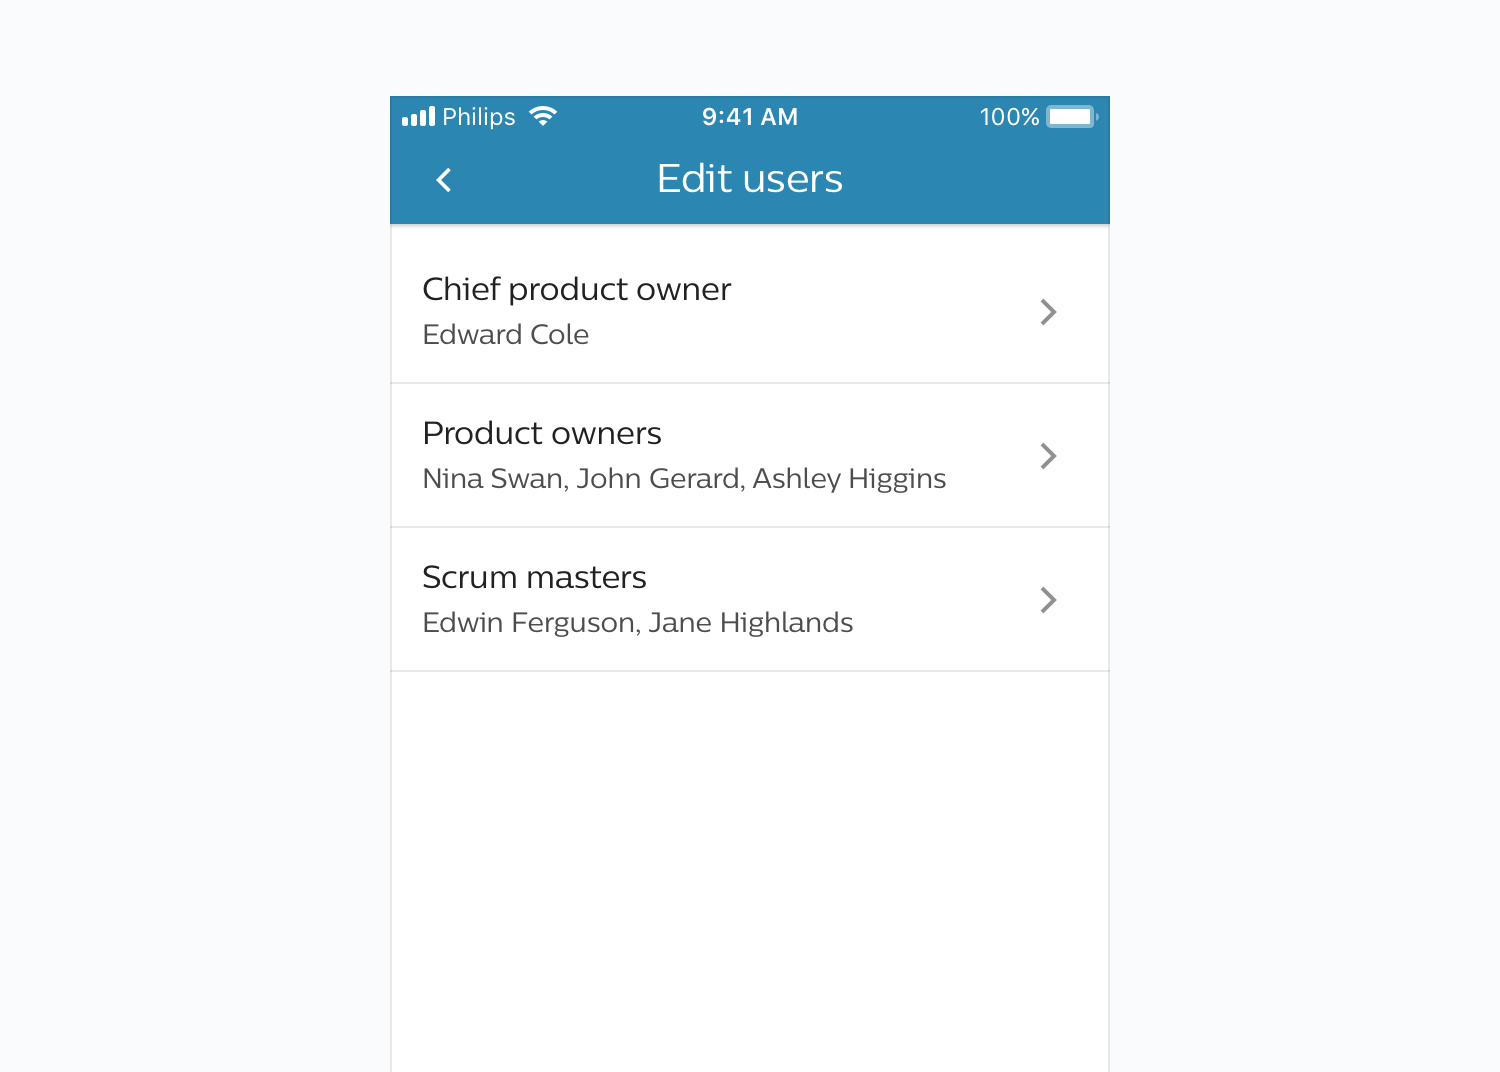 Philips 9:41 AM 100%
Edit users
Chief product owner
Edward Cole
Product owners
Nina Swan, John Gerard, Ashley Higgins
Scrum masters
Edwin Ferguson, Jane Highlands